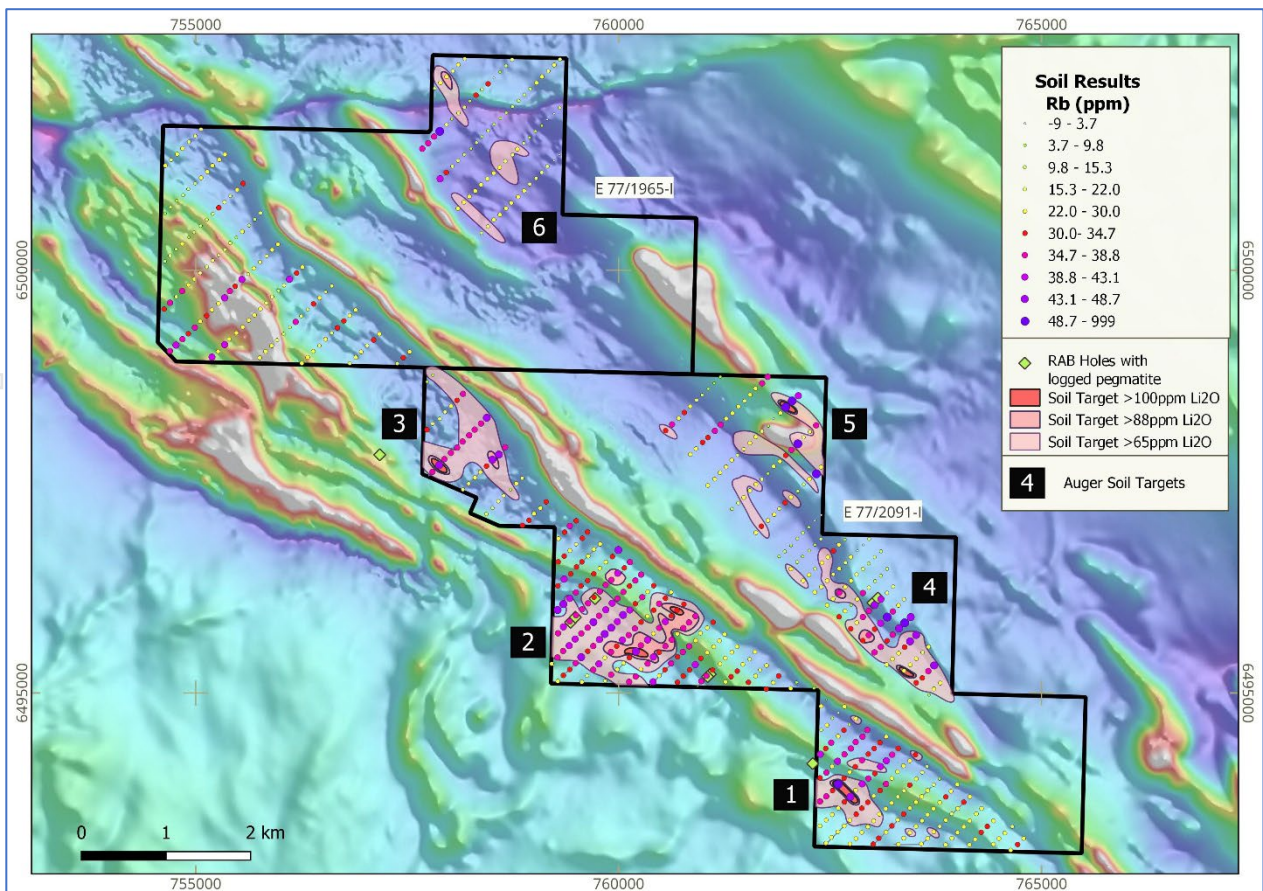 755000
760000
765000
Soil Results
Rb (ppm)
-9 - 3.7
3.7 - 9.8
9.8 - 15.3
15.3 - 22.0
22.0 - 30.0
30.0 - 34.7
34.7 - 38.8
38.8 - 43.1
43.1 - 48.7
48.7 - 999
RAB Holes with
logged pegmatite
Soil Target >100ppm Li2O
Soil Target >88ppm Li2O
Soil Target >65ppm Li2O
4
Auger Soil Targets
E 77/1965-I
6
6500000
6500000
3
5
E 77/2091-I
4
2
6495000
6495000
1
0
1
2 km
755000
760000
765000